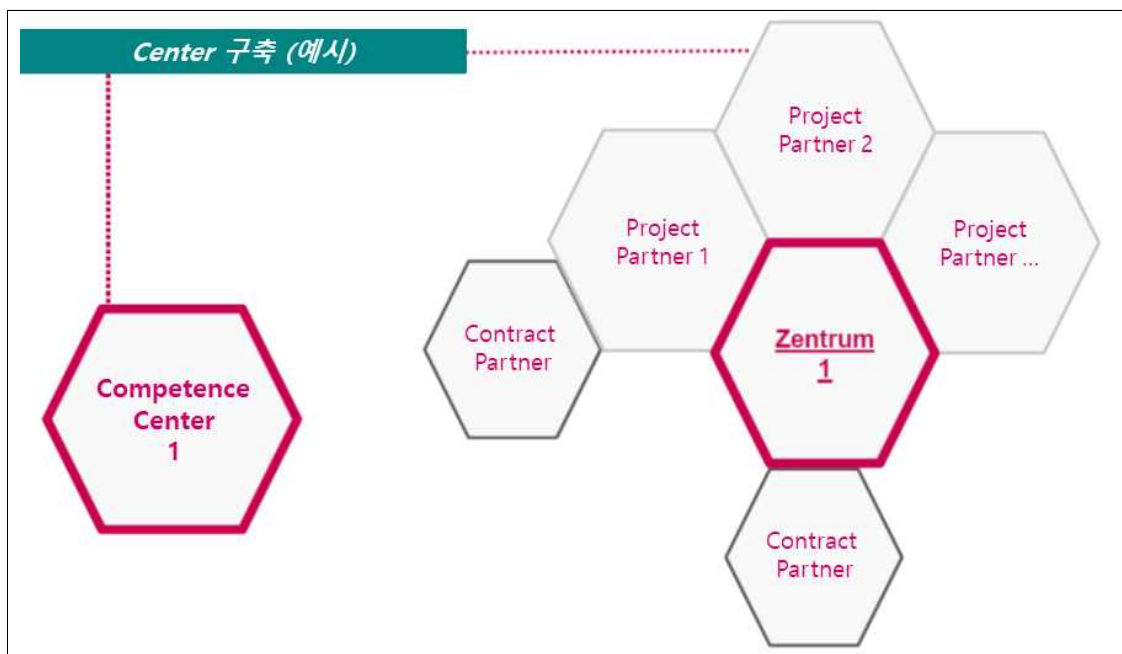 Center 구축 (예시)
Project
Partner 2
Project
Partner 1
Project
Partner ...
Contract
Partner
Zentrum
1
Competence
Center
1
Contract
Partner